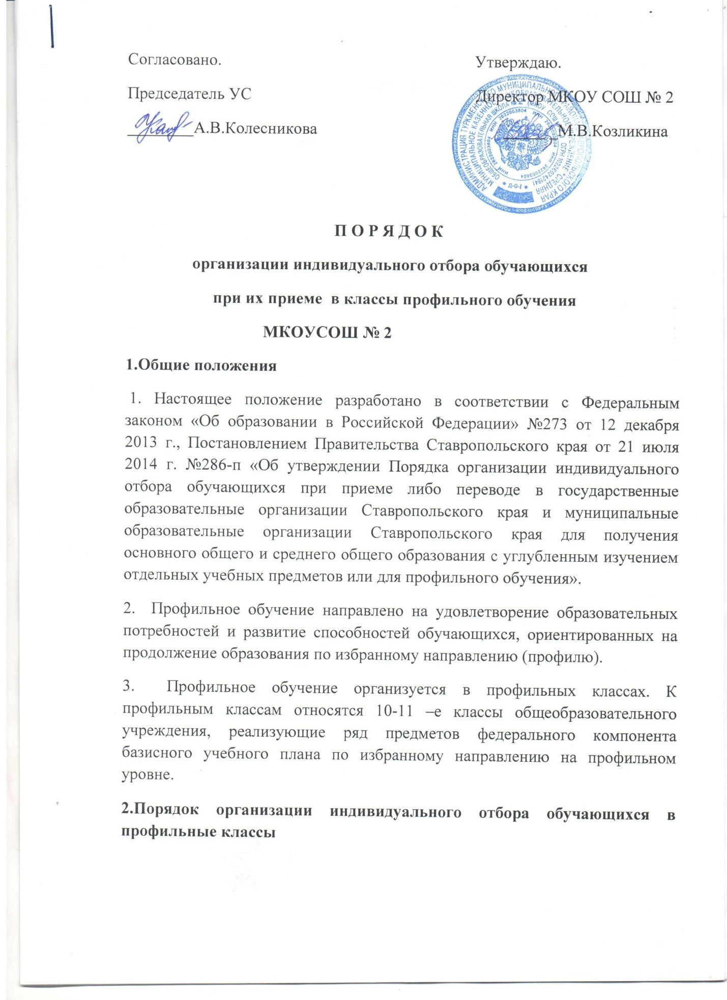 Согласовано. Утверждаю.
Председатель УС Директор МКОУ СОШ № 2
________А.В.Колесникова ________М.В.Козликина
П О Р Я Д О К
организации индивидуального отбора обучающихся
при их приеме в классы профильного обучения
МКОУСОШ № 2
1.Общие положения
1. Настоящее положение разработано в соответствии с Федеральным
законом «Об образовании в Российской Федерации» №273 от 12 декабря
2013 г., Постановлением Правительства Ставропольского края от 21 июля
2014 г. №286-п «Об утверждении Порядка организации индивидуального
отбора обучающихся при приеме либо переводе в государственные
образовательные организации Ставропольского края и муниципальные
образовательные организации Ставропольского края для получения
основного общего и среднего общего образования с углубленным изучением
отдельных учебных предметов или для профильного обучения».
2. Профильное обучение направлено на удовлетворение образовательных
потребностей и развитие способностей обучающихся, ориентированных на
продолжение образования по избранному направлению (профилю).
3. Профильное обучение организуется в профильных классах. К
профильным классам относятся 10-11 –е классы общеобразовательного
учреждения, реализующие ряд предметов федерального компонента
базисного учебного плана по избранному направлению на профильном
уровне.
2.Порядок организации индивидуального отбора обучающихся в
профильные классы